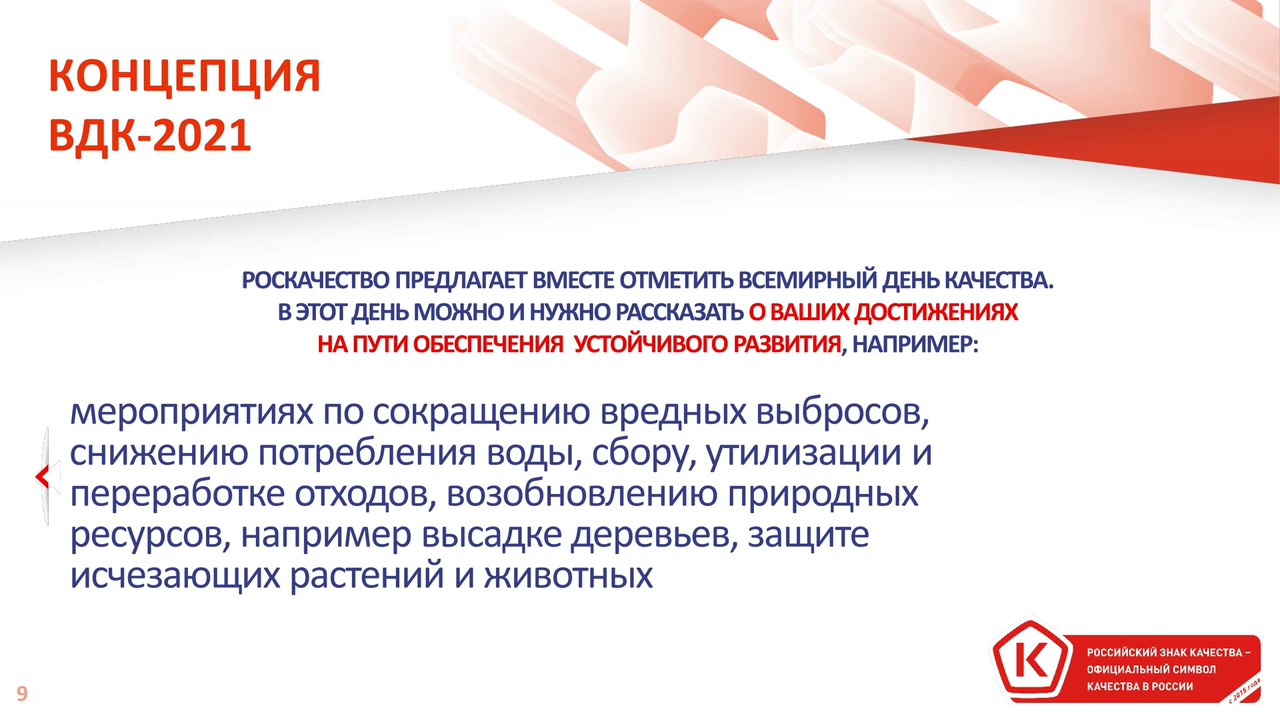 КОНЦЕПЦИЯ
ВДК-2021
РОСКАЧЕСТВО ПРЕДЛАГАЕТ ВМЕСТЕ ОТМЕТИТЬ ВСЕМИРНЫЙ ДЕНЬ КАЧЕСТВА.
В ЭТОТ ДЕНЬ МОЖНО И НУЖНО РАССКАЗАТЬ О ВАШИХ ДОСТИЖЕНИЯХ
НА ПУТИ ОБЕСПЕЧЕНИЯ УСТОЙЧИВОГО РАЗВИТИЯ, НАПРИМЕР:
мероприятиях по сокращению вредных выбросов,
снижению потребления воды, сбору, утилизации и
переработке отходов, возобновлению природных
ресурсов, например высадке деревьев, защите
исчезающих растений и животных
К
РОССИЙСКИЙ ЗНАК КАЧЕСТВА –
ОФИЦИАЛЬНЫЙ СИМВОЛ
КАЧЕСТВА В РОССИИ
с 2015 года
9